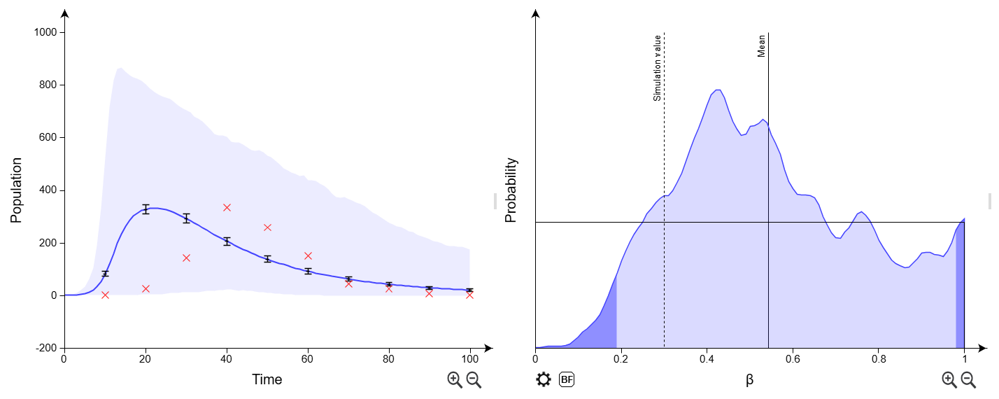 Population
1000
800
600
400
200
0
-200
0 20 40 60 80 100
Time
Probability
Simulation value
Mean
0 0.2 0.4 0.6 0.8 1
BF
β